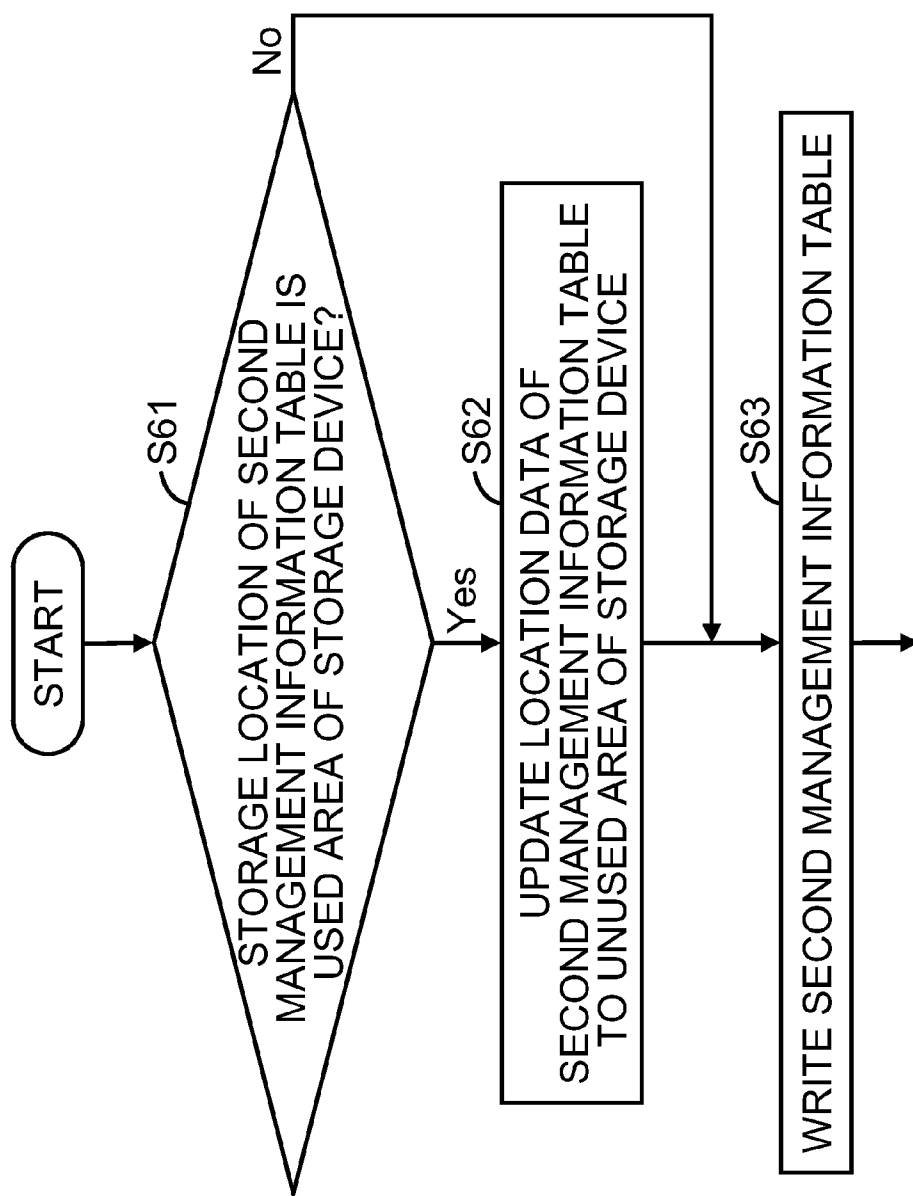 START
S61
STORAGE LOCATION OF SECOND
MANAGEMENT INFORMATION TABLE IS
USED AREA OF STORAGE DEVICE?
No
Yes
S62
UPDATE LOCATION DATA OF
SECOND MANAGEMENT INFORMATION TABLE
TO UNUSED AREA OF STORAGE DEVICE
S63
WRITE SECOND MANAGEMENT INFORMATION TABLE